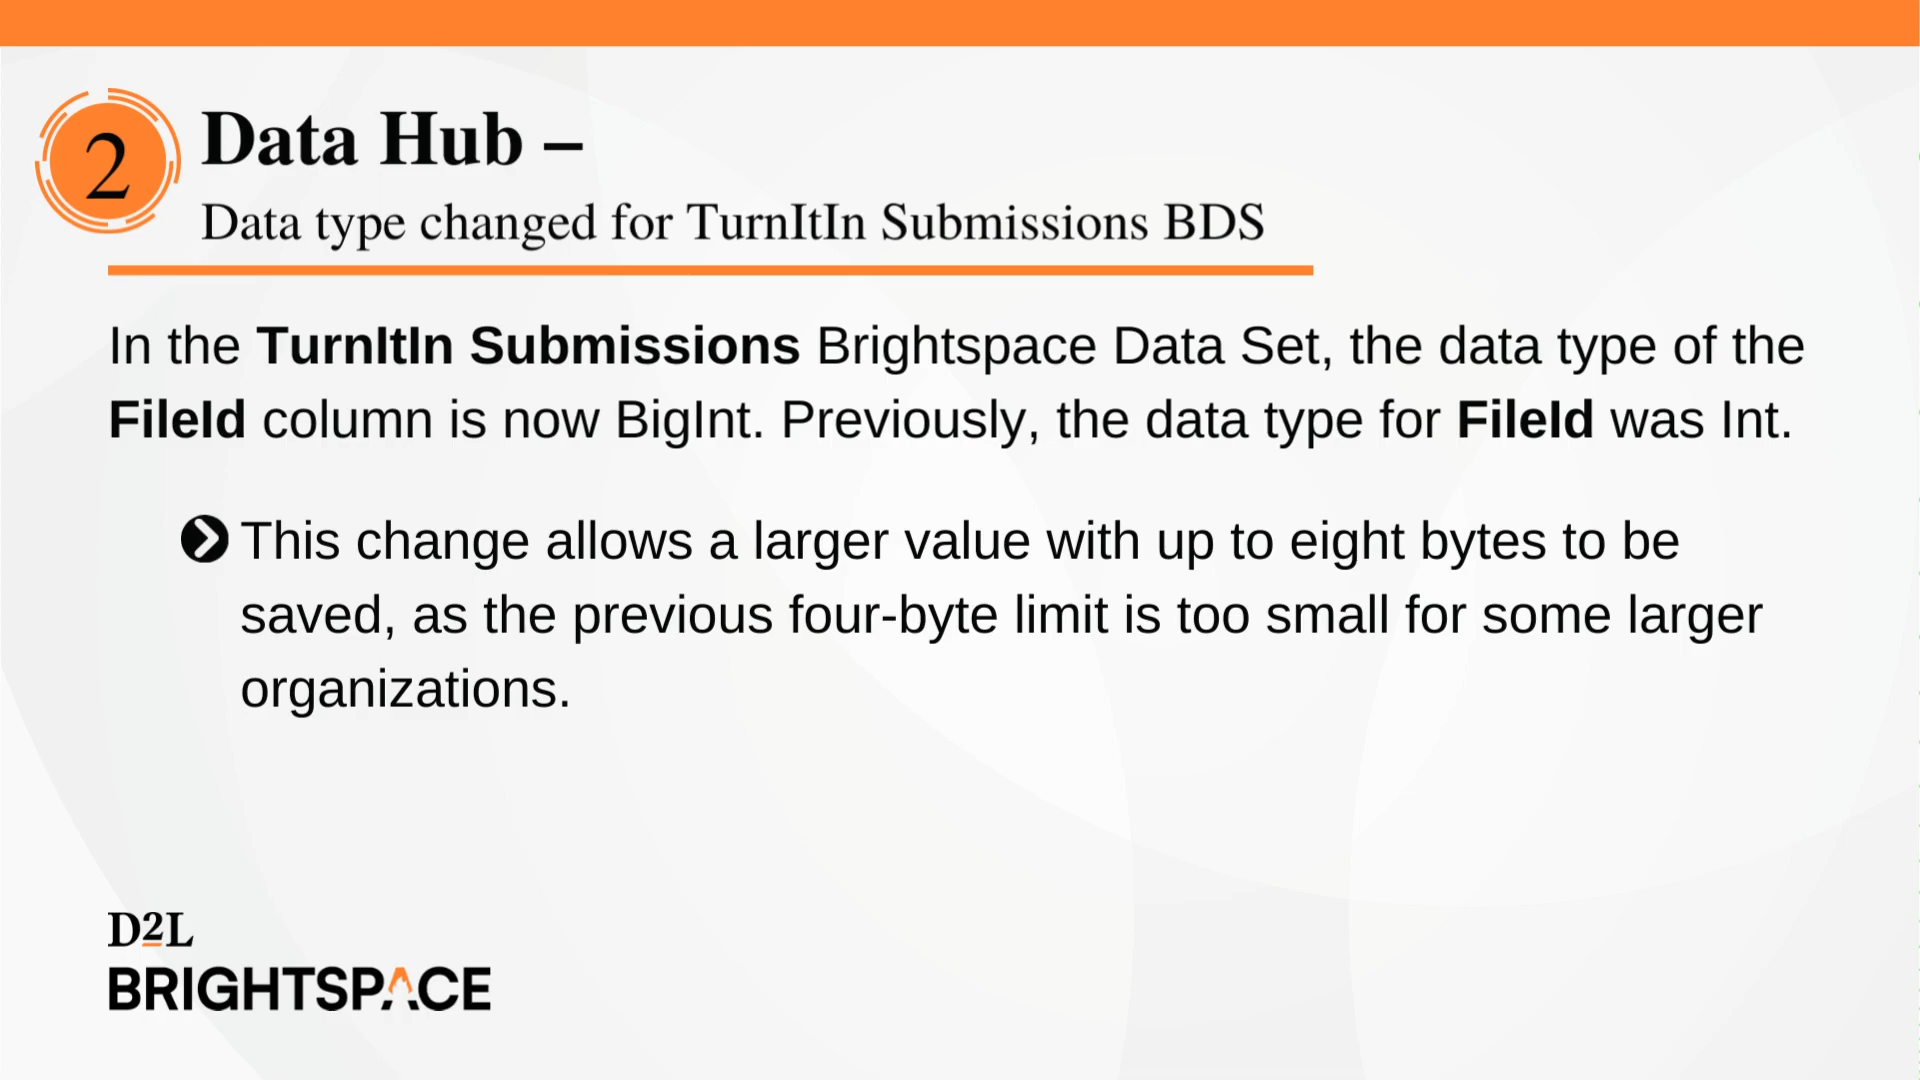 2
Data Hub –
Data type changed for TurnItIn Submissions BDS
In the TurnItIn Submissions Brightspace Data Set, the data type of the
FileId column is now BigInt. Previously, the data type for FileId was Int.
This change allows a larger value with up to eight bytes to be
saved, as the previous four-byte limit is too small for some larger
organizations.
D2L
BRIGHTSPACE